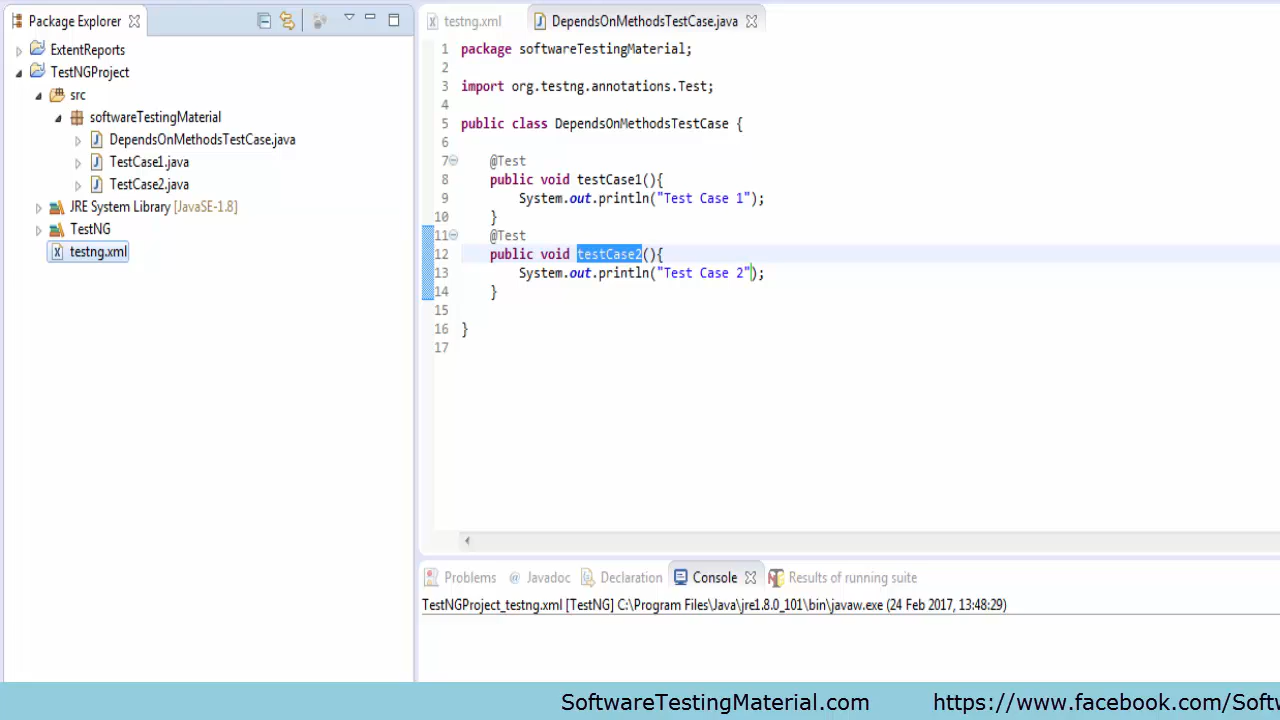 Package Explorer
ExtentReports
TestNGProject
src
softwareTestingMaterial
DependsOnMethodsTestCase.java
TestCase1.java
TestCase2.java
JRE System Library [JavaSE-1.8]
TestNG
testng.xml
testng.xml DependsOnMethodsTestCase.java
1 package softwareTestingMaterial;
2
3 import org.testng.annotations.Test;
4
5 public class DependsOnMethodsTestCase {
6
7 @Test
8 public void testCase1(){
9 System.out.println("Test Case 1");
10 }
11 @Test
12 public void testCase2(){
13 System.out.println("Test Case 2");
14 }
15
16 }
17
Problems @ Javadoc Declaration Console Results of running suite
TestNGProject_testng.xml [TestNG] C:\Program Files\Java\jre1.8.0_101\bin\javaw.exe (24 Feb 2017, 13:48:29)
SoftwareTestingMaterial.com https://www.facebook.com/Softw